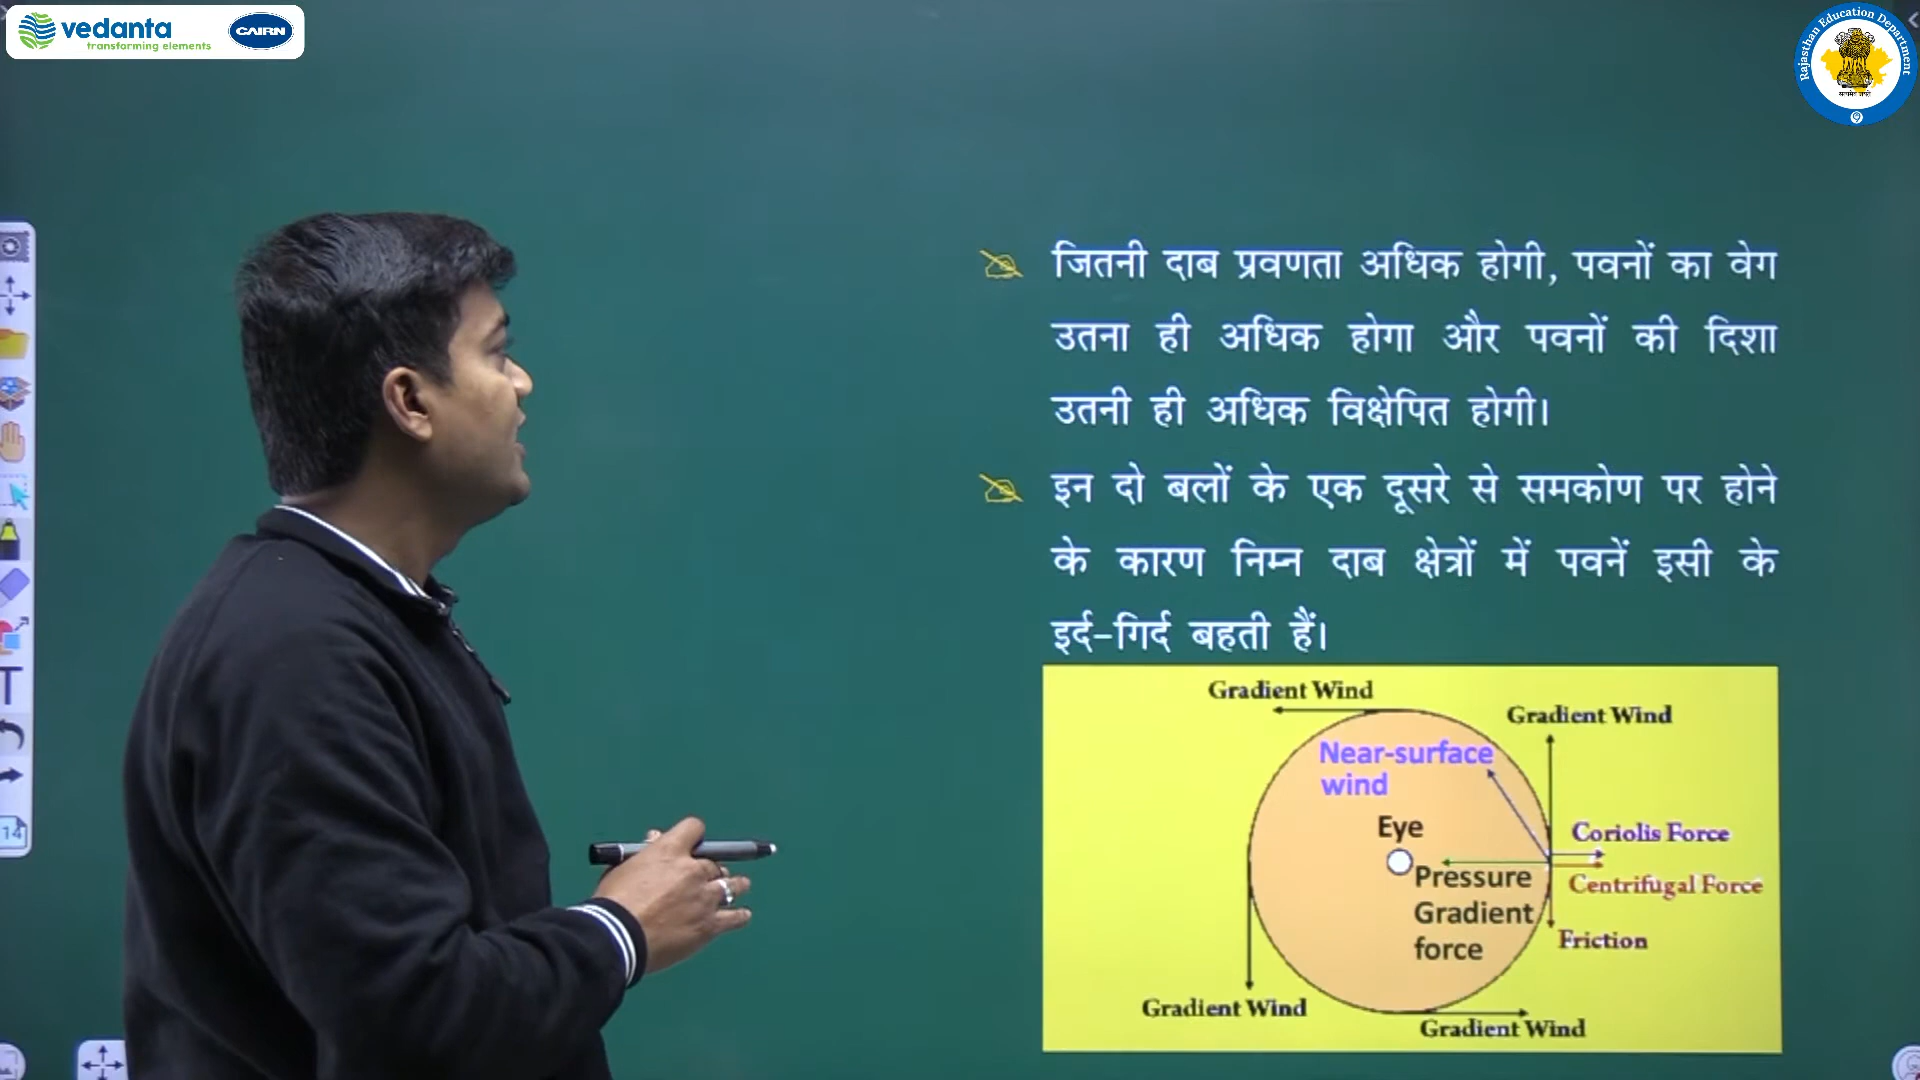 vedanta
transforming elements
CAIRN
Rajasthan Education Department
जितनी दाब प्रवणता अधिक होगी, पवनों का वेग
उतना ही अधिक होगा और पवनों की दिशा
उतनी ही अधिक विक्षेपित होगी।
इन दो बलों के एक दूसरे से समकोण पर होने
के कारण निम्न दाब क्षेत्रों में पवनें इसी के
इर्द-गिर्द बहती हैं।
Gradient Wind
Gradient Wind
Near-surface
wind
Eye
Coriolis Force
Pressure
Centrifugal Force
Gradient
Friction
force
Gradient Wind
Gradient Wind
T
14